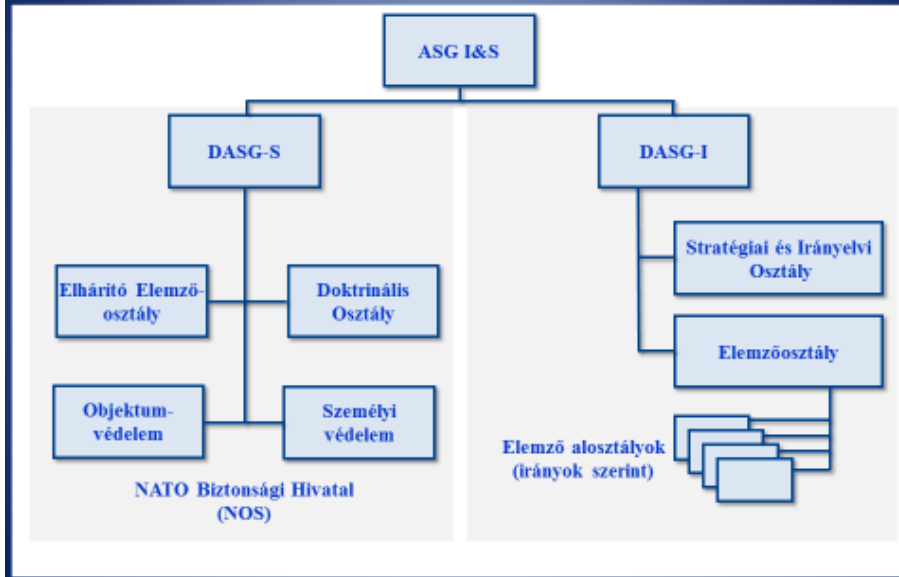 ASG I&S
DASG-S
DASG-I
Elhárító Elemző-
osztály
Doktrinális
Osztály
Objektum-
védelem
Személyi
védelem
NATO Biztonsági Hivatal
(NOS)
Stratégiai és Irányelvi
Osztály
Elemzőosztály
Elemző alosztályok
(irányok szerint)